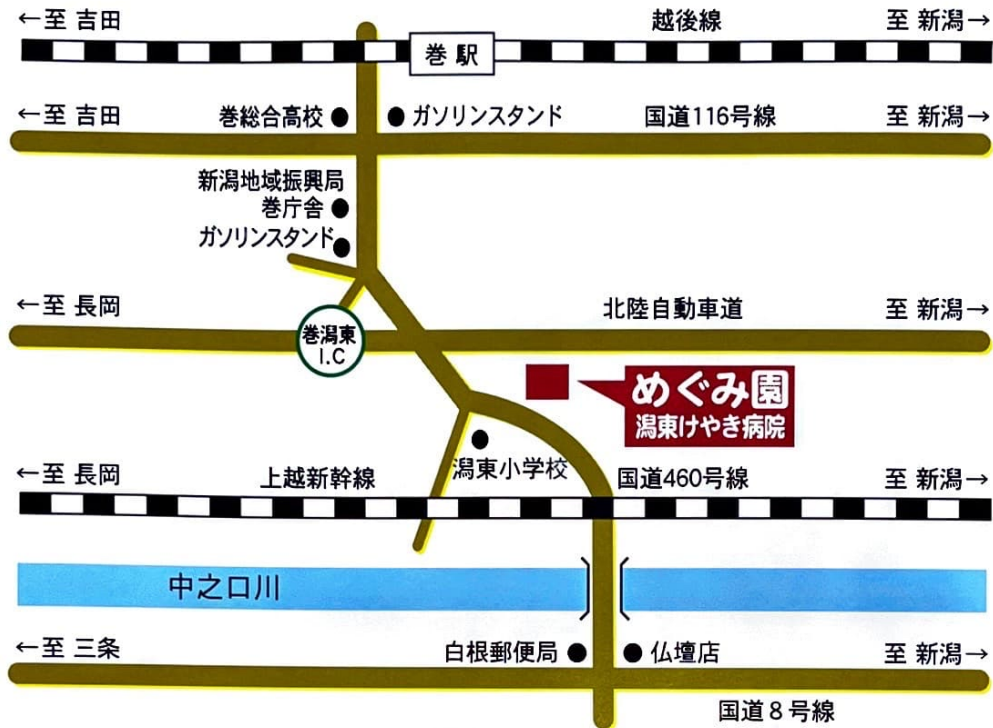 ←至 吉田
越後線
至 新潟→
巻 駅
←至 吉田
巻総合高校
ガソリンスタンド
国道116号線
至 新潟→
新潟地域振興局
巻庁舎
ガソリンスタンド
←至 長岡
北陸自動車道
至 新潟→
巻潟東
I.C
めぐみ園
潟東けやき病院
潟東小学校
←至 長岡
上越新幹線
国道460号線
至 新潟→
中之口川
←至 三条
白根郵便局
仏壇店
至 新潟→
国道８号線